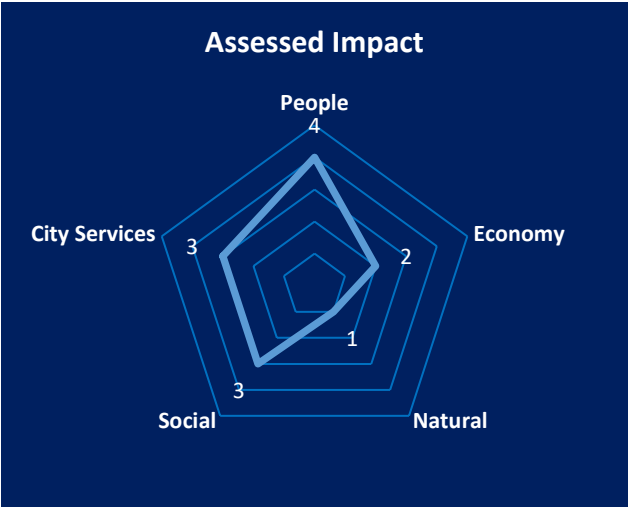 Assessed Impact
People
4
City Services
3
2
Economy
1
3
Social
Natural